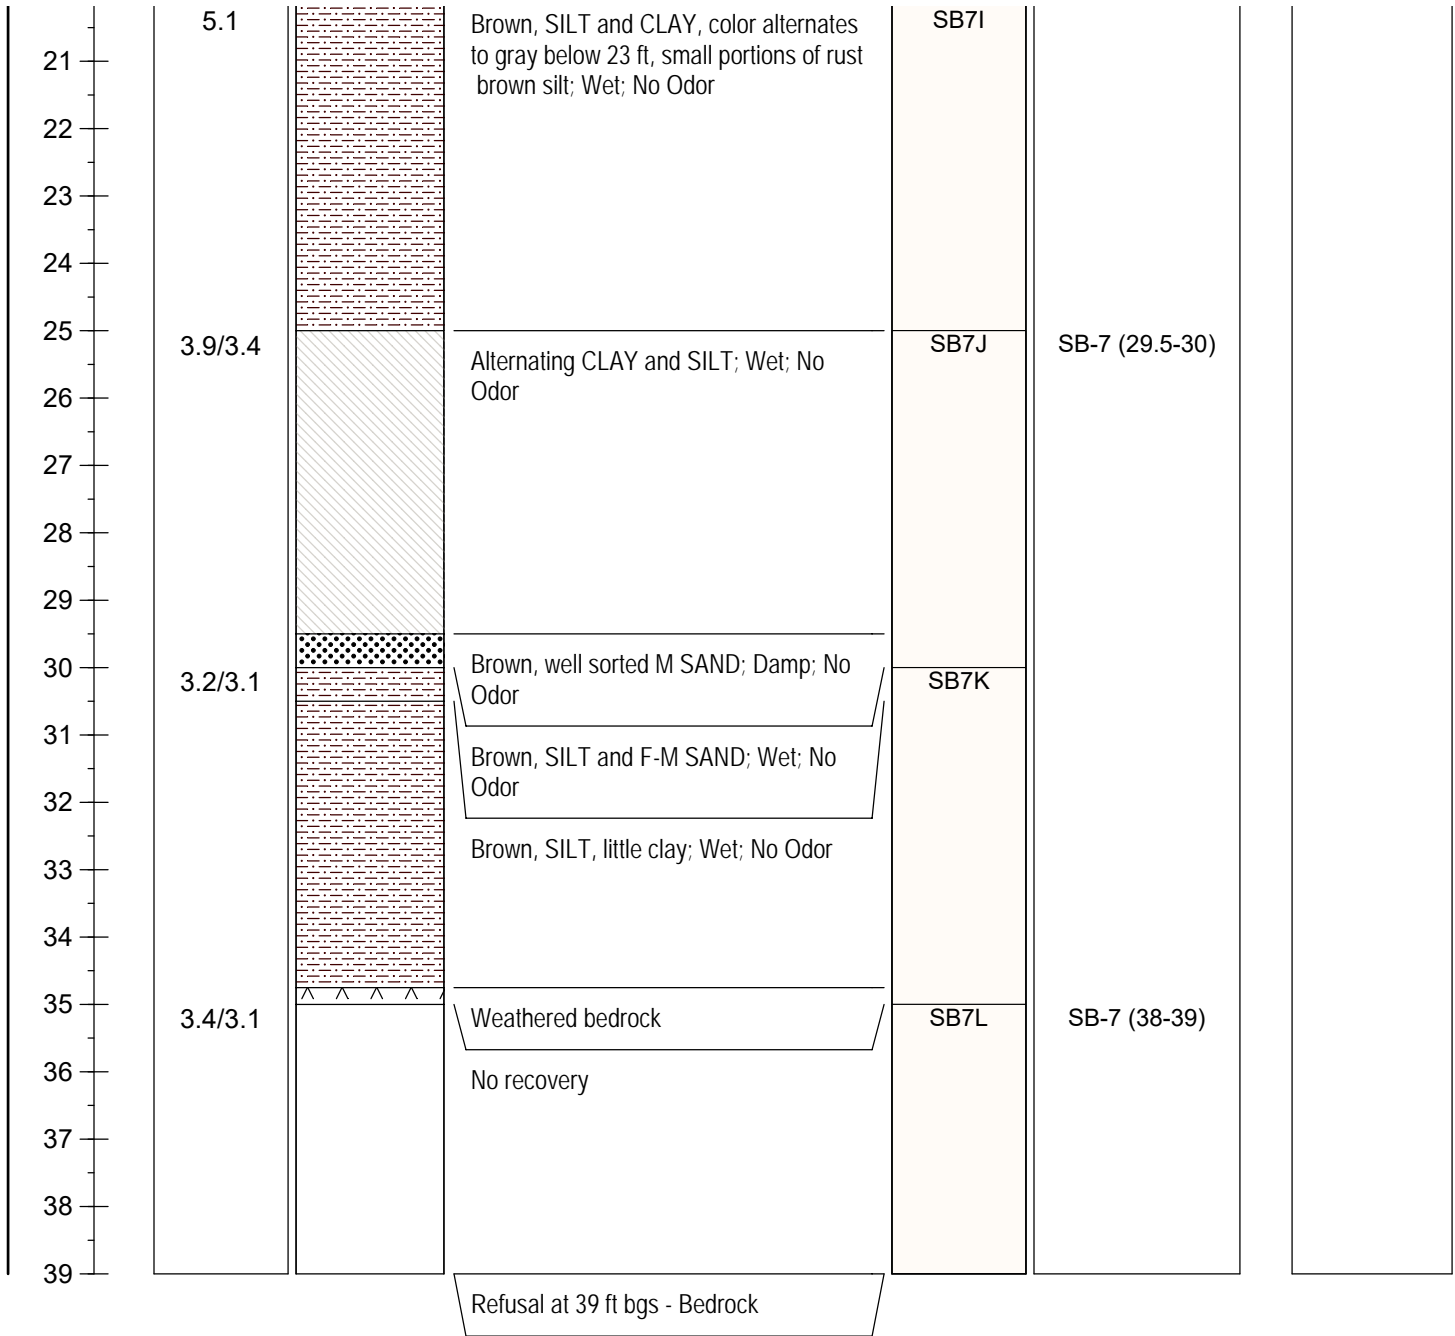 5.1
Brown, SILT and CLAY, color alternates
to gray below 23 ft, small portions of rust
brown silt; Wet; No Odor
SB7I
21
22
23
24
25
3.9/3.4
Alternating CLAY and SILT; Wet; No
Odor
SB7J
SB-7 (29.5-30)
26
27
28
29
30
3.2/3.1
Brown, well sorted M SAND; Damp; No
Odor
SB7K
31
Brown, SILT and F-M SAND; Wet; No
Odor
32
33
Brown, SILT, little clay; Wet; No Odor
34
35
3.4/3.1
Weathered bedrock
SB7L
SB-7 (38-39)
36
No recovery
37
38
39
Refusal at 39 ft bgs - Bedrock